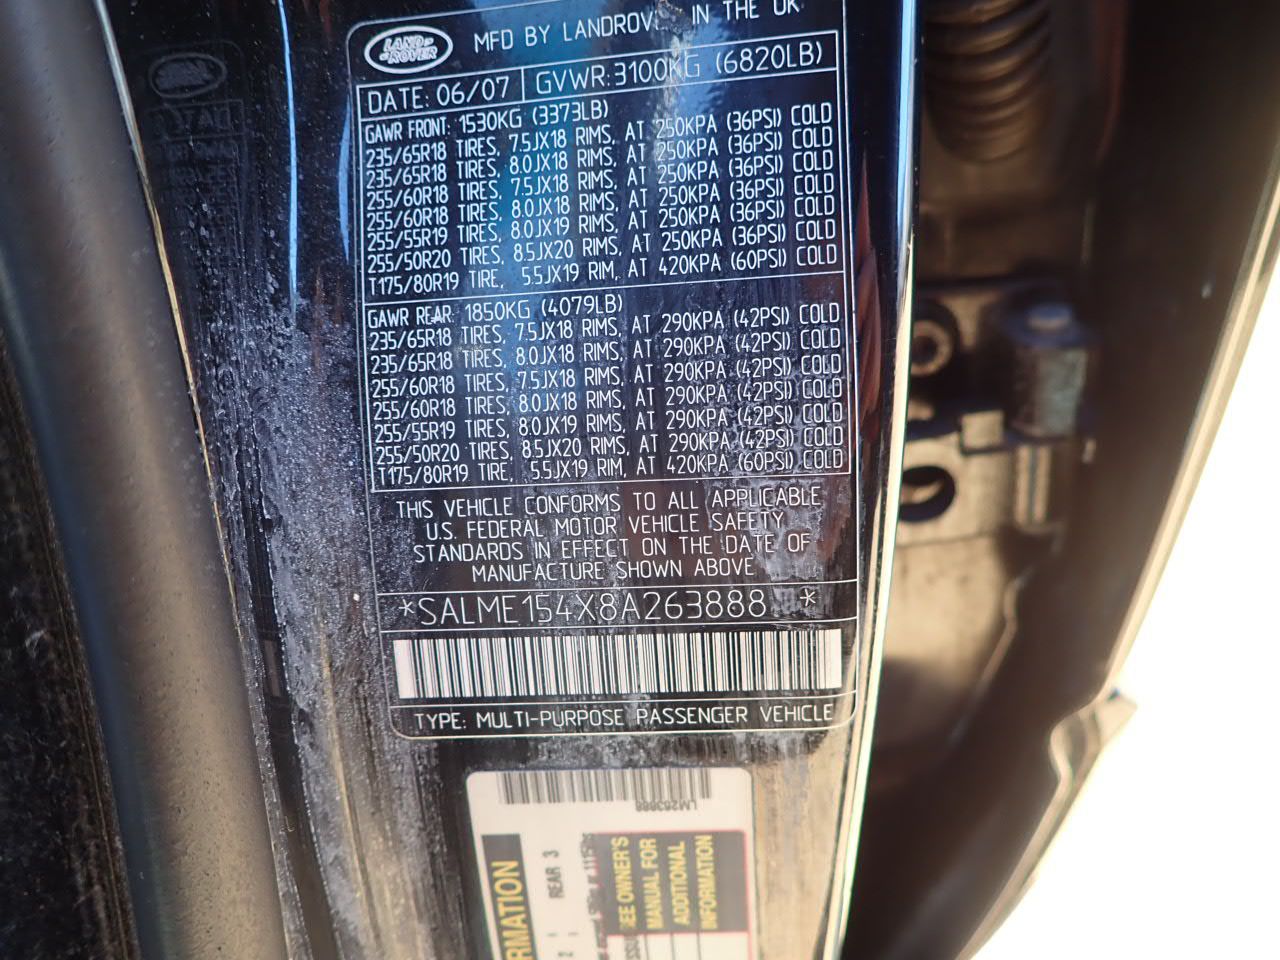 LAND ROVER
MFD BY LANDROV IN THE UK
DATE: 06/07 GVWR:3100KG (6820LB)
GAWR FRONT: 1530KG (3373LB)
235/65R18 TIRES, 7.5JX18 RIMS, AT 250KPA (36PSI) COLD
235/65R18 TIRES, 8.0JX18 RIMS, AT 250KPA (36PSI) COLD
255/60R18 TIRES, 7.5JX18 RIMS, AT 250KPA (36PSI) COLD
255/60R18 TIRES, 8.0JX18 RIMS, AT 250KPA (36PSI) COLD
255/55R19 TIRES, 8.0JX19 RIMS, AT 250KPA (36PSI) COLD
255/50R20 TIRES, 8.5JX20 RIMS, AT 250KPA (36PSI) COLD
T175/80R19 TIRE, 5.5JX19 RIM, AT 420KPA (60PSI) COLD
GAWR REAR: 1850KG (4079LB)
235/65R18 TIRES, 7.5JX18 RIMS, AT 290KPA (42PSI) COLD
235/65R18 TIRES, 8.0JX18 RIMS, AT 290KPA (42PSI) COLD
255/60R18 TIRES, 7.5JX18 RIMS, AT 290KPA (42PSI) COLD
255/60R18 TIRES, 8.0JX18 RIMS, AT 290KPA (42PSI) COLD
255/55R19 TIRES, 8.0JX19 RIMS, AT 290KPA (42PSI) COLD
255/50R20 TIRES, 8.5JX20 RIMS, AT 290KPA (42PSI) COLD
T175/80R19 TIRE, 5.5JX19 RIM, AT 420KPA (60PSI) COLD
THIS VEHICLE CONFORMS TO ALL APPLICABLE
U.S. FEDERAL MOTOR VEHICLE SAFETY
STANDARDS IN EFFECT ON THE DATE OF
MANUFACTURE SHOWN ABOVE
*SALME154X8A263888 *
TYPE: MULTI-PURPOSE PASSENGER VEHICLE
LM263888
RMATION
REAR 3
SEE OWNER'S
MANUAL FOR
ADDITIONAL
INFORMATION